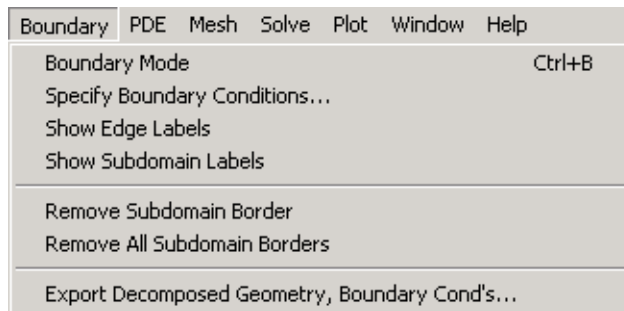 Boundary PDE Mesh Solve Plot Window Help
Boundary Mode Ctrl+B
Specify Boundary Conditions...
Show Edge Labels
Show Subdomain Labels
Remove Subdomain Border
Remove All Subdomain Borders
Export Decomposed Geometry, Boundary Cond's...